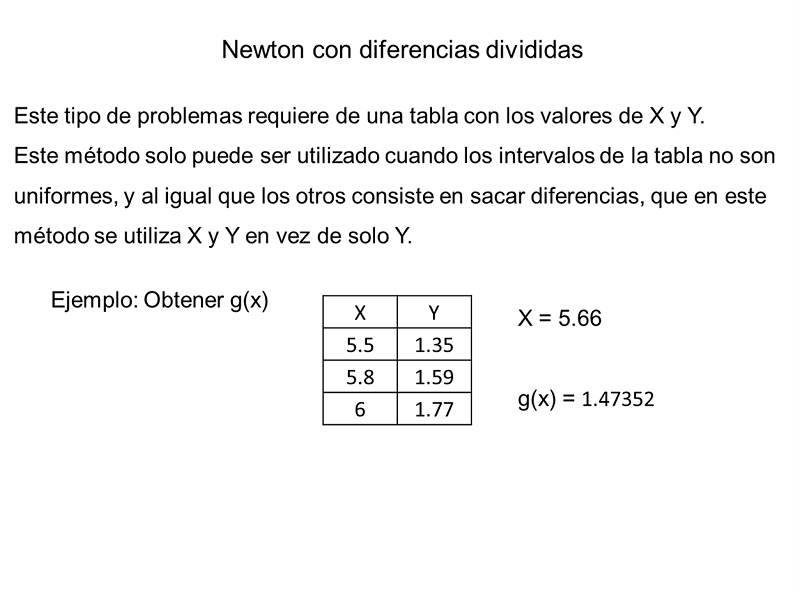 Newton con diferencias divididas
Este tipo de problemas requiere de una tabla con los valores de X y Y.
Este método solo puede ser utilizado cuando los intervalos de la tabla no son
uniformes, y al igual que los otros consiste en sacar diferencias, que en este
método se utiliza X y Y en vez de solo Y.
Ejemplo: Obtener g(x)
X Y
5.5 1.35
5.8 1.59
6 1.77
X = 5.66
g(x) = 1.47352